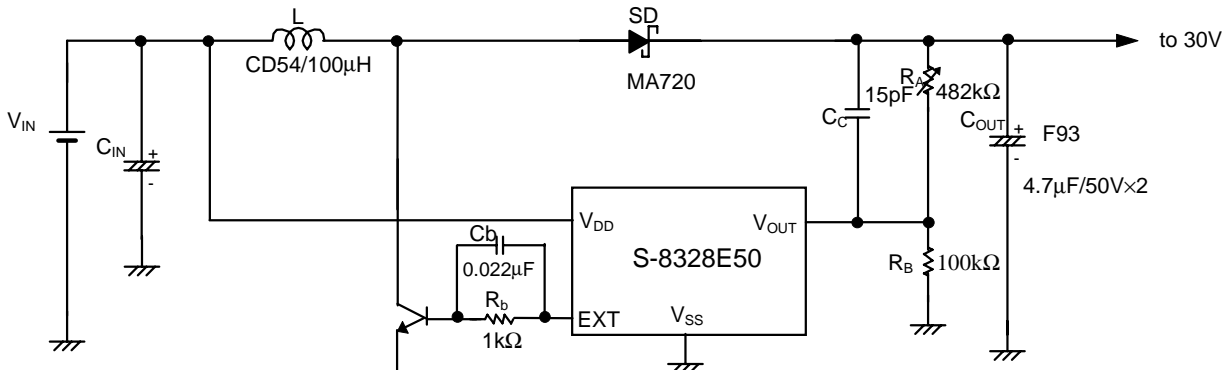 L
SD
to 30V
CD54/100μH
MA720
RA
15pF
482kΩ
VIN
CIN
+
-
CC
COUT
+
-
F93
4.7μF/50V×2
VDD
VOUT
Cb
0.022μF
S-8328E50
RB
100kΩ
Rb
EXT
VSS
1kΩ